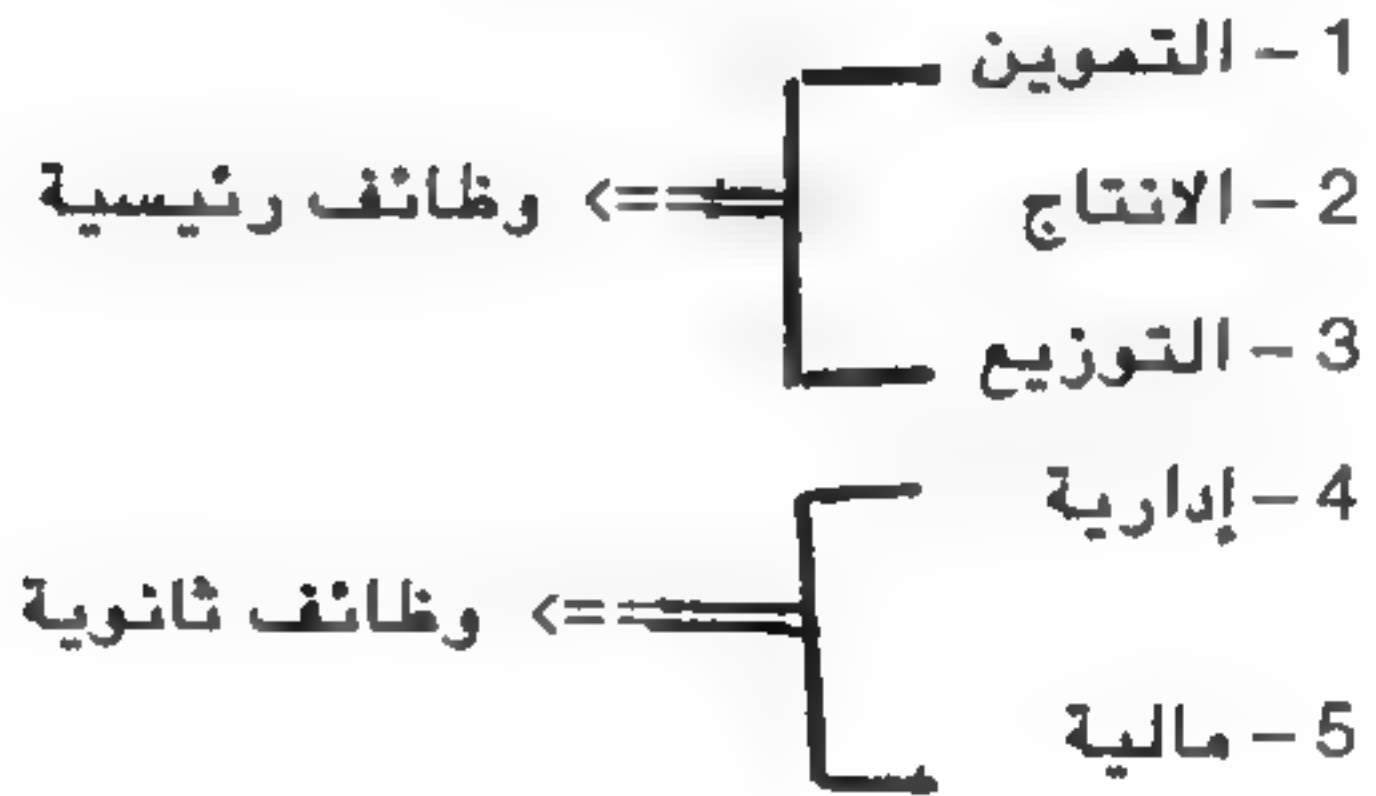 1 – التموين
2 – الانتاج
<== وظائف رئيسية
3 – التوزيع
4 – إدارية
<== وظائف ثانوية
5 – مالية